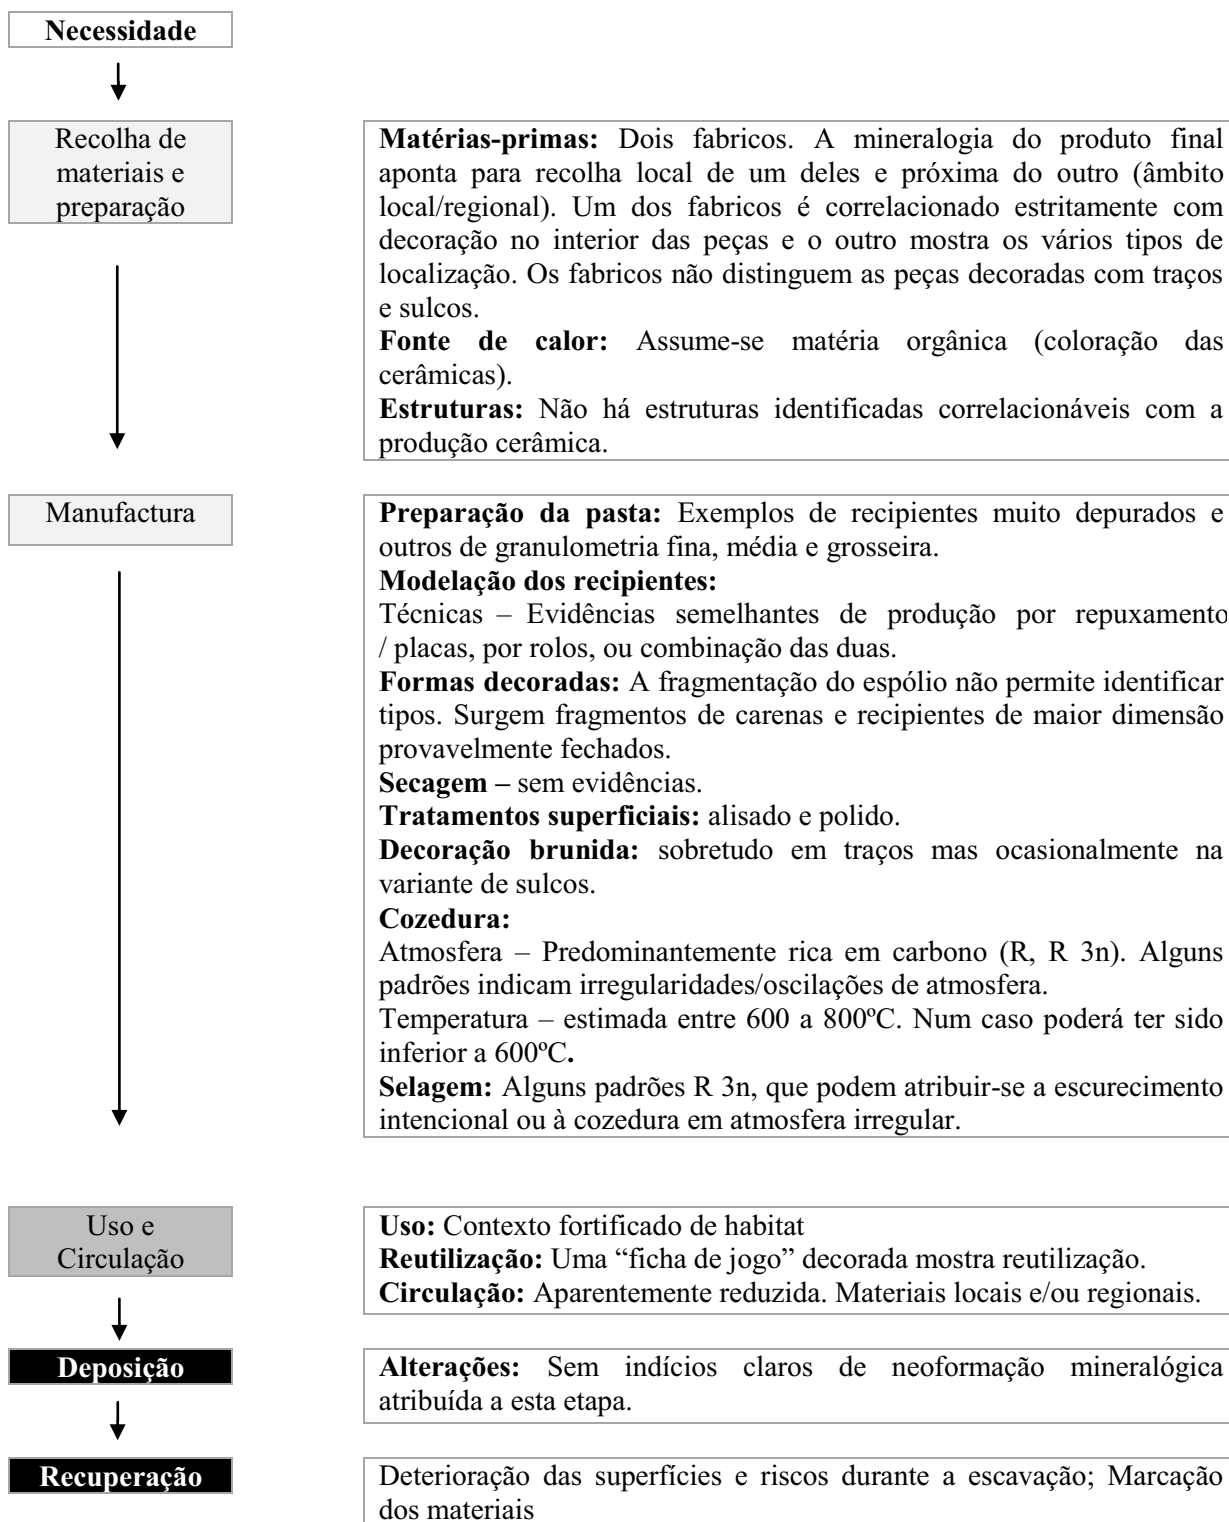 Necessidade
Recolha de
materiais e
preparação
Matérias-primas: Dois fabricos. A mineralogia do produto final
aponta para recolha local de um deles e próxima do outro (âmbito
local/regional). Um dos fabricos é correlacionado estritamente com
decoração no interior das peças e o outro mostra os vários tipos de
localização. Os fabricos não distinguem as peças decoradas com traços
e sulcos.
Fonte de calor: Assume-se matéria orgânica (coloração das
cerâmicas).
Estruturas: Não há estruturas identificadas correlacionáveis com a
produção cerâmica.
Manufactura
Preparação da pasta: Exemplos de recipientes muito depurados e
outros de granulometria fina, média e grosseira.
Modelação dos recipientes:
Técnicas – Evidências semelhantes de produção por repuxamento
/ placas, por rolos, ou combinação das duas.
Formas decoradas: A fragmentação do espólio não permite identificar
tipos. Surgem fragmentos de carenas e recipientes de maior dimensão
provavelmente fechados.
Secagem – sem evidências.
Tratamentos superficiais: alisado e polido.
Decoração brunida: sobretudo em traços mas ocasionalmente na
variante de sulcos.
Cozedura:
Atmosfera – Predominantemente rica em carbono (R, R 3n). Alguns
padrões indicam irregularidades/oscilações de atmosfera.
Temperatura – estimada entre 600 a 800ºC. Num caso poderá ter sido
inferior a 600ºC.
Selagem: Alguns padrões R 3n, que podem atribuir-se a escurecimento
intencional ou à cozedura em atmosfera irregular.
Uso e
Circulação
Uso: Contexto fortificado de habitat
Reutilização: Uma “ficha de jogo” decorada mostra reutilização.
Circulação: Aparentemente reduzida. Materiais locais e/ou regionais.
Deposição
Alterações: Sem indícios claros de neoformação mineralógica
atribuída a esta etapa.
Recuperação
Deterioração das superfícies e riscos durante a escavação; Marcação
dos materiais